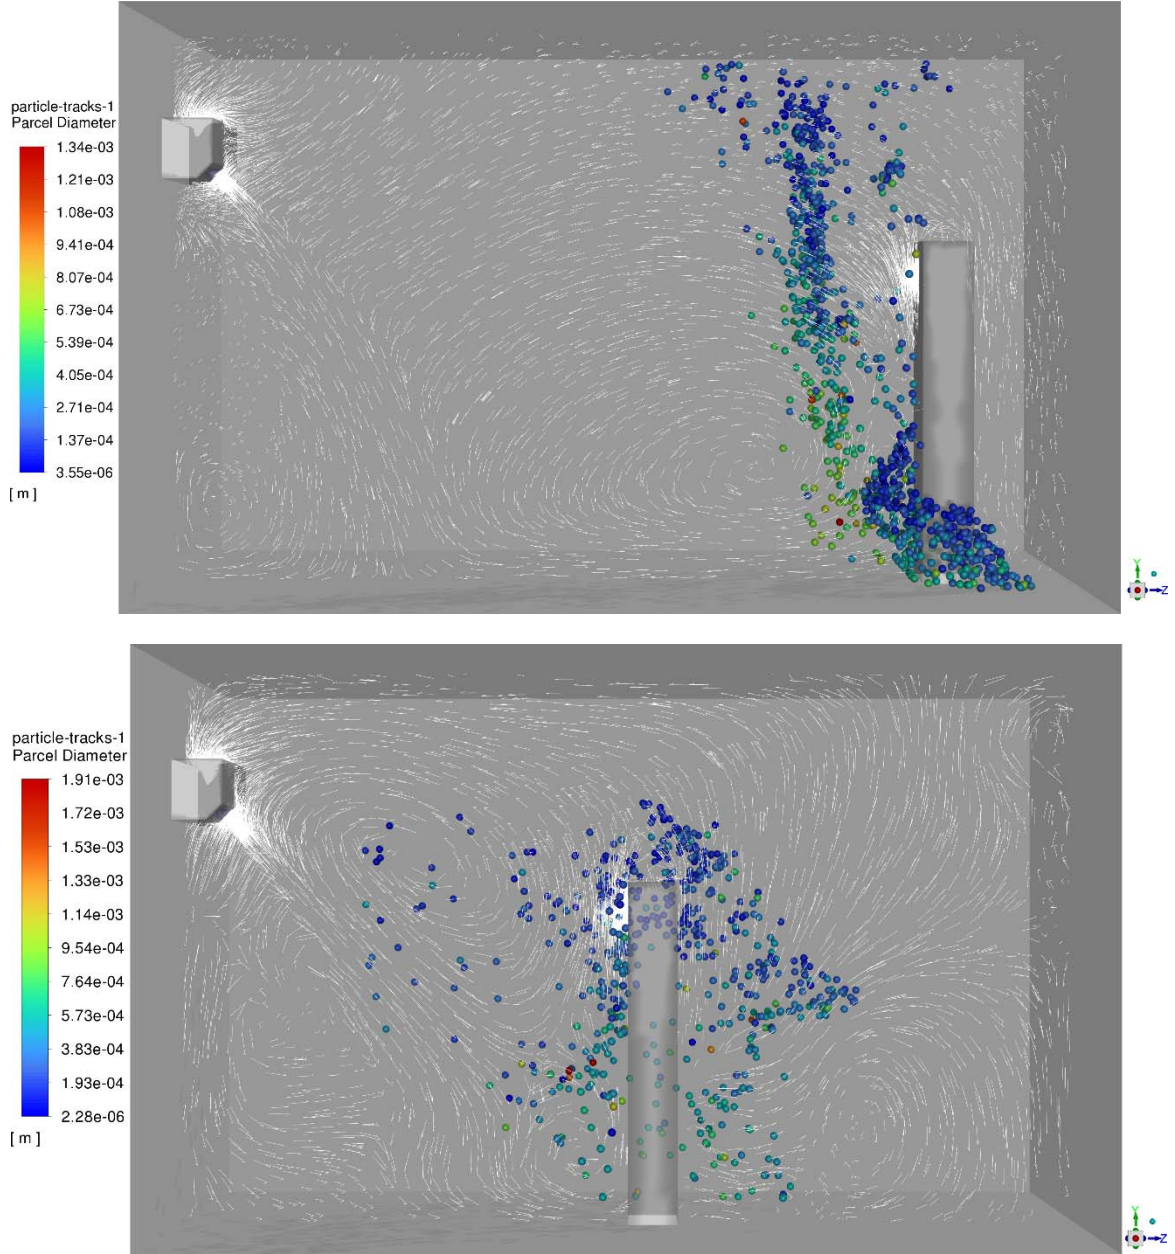 particle-tracks-1
Parcel Diameter
1.34e-03
1.21e-03
1.08e-03
9.41e-04
8.07e-04
6.73e-04
5.39e-04
4.05e-04
2.71e-04
1.37e-04
3.55e-06
[ m ]
Y
Z
particle-tracks-1
Parcel Diameter
1.91e-03
1.72e-03
1.53e-03
1.33e-03
1.14e-03
9.54e-04
7.64e-04
5.73e-04
3.83e-04
1.93e-04
2.28e-06
[ m ]
Y
Z